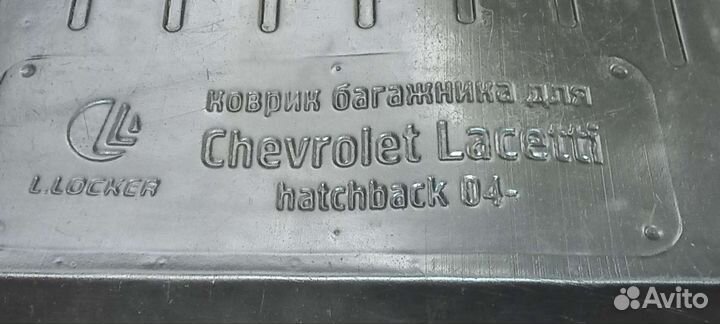 коврик багажника для
Chevrolet Lacetti
hatchback 04-
L.LOCKER
Avito